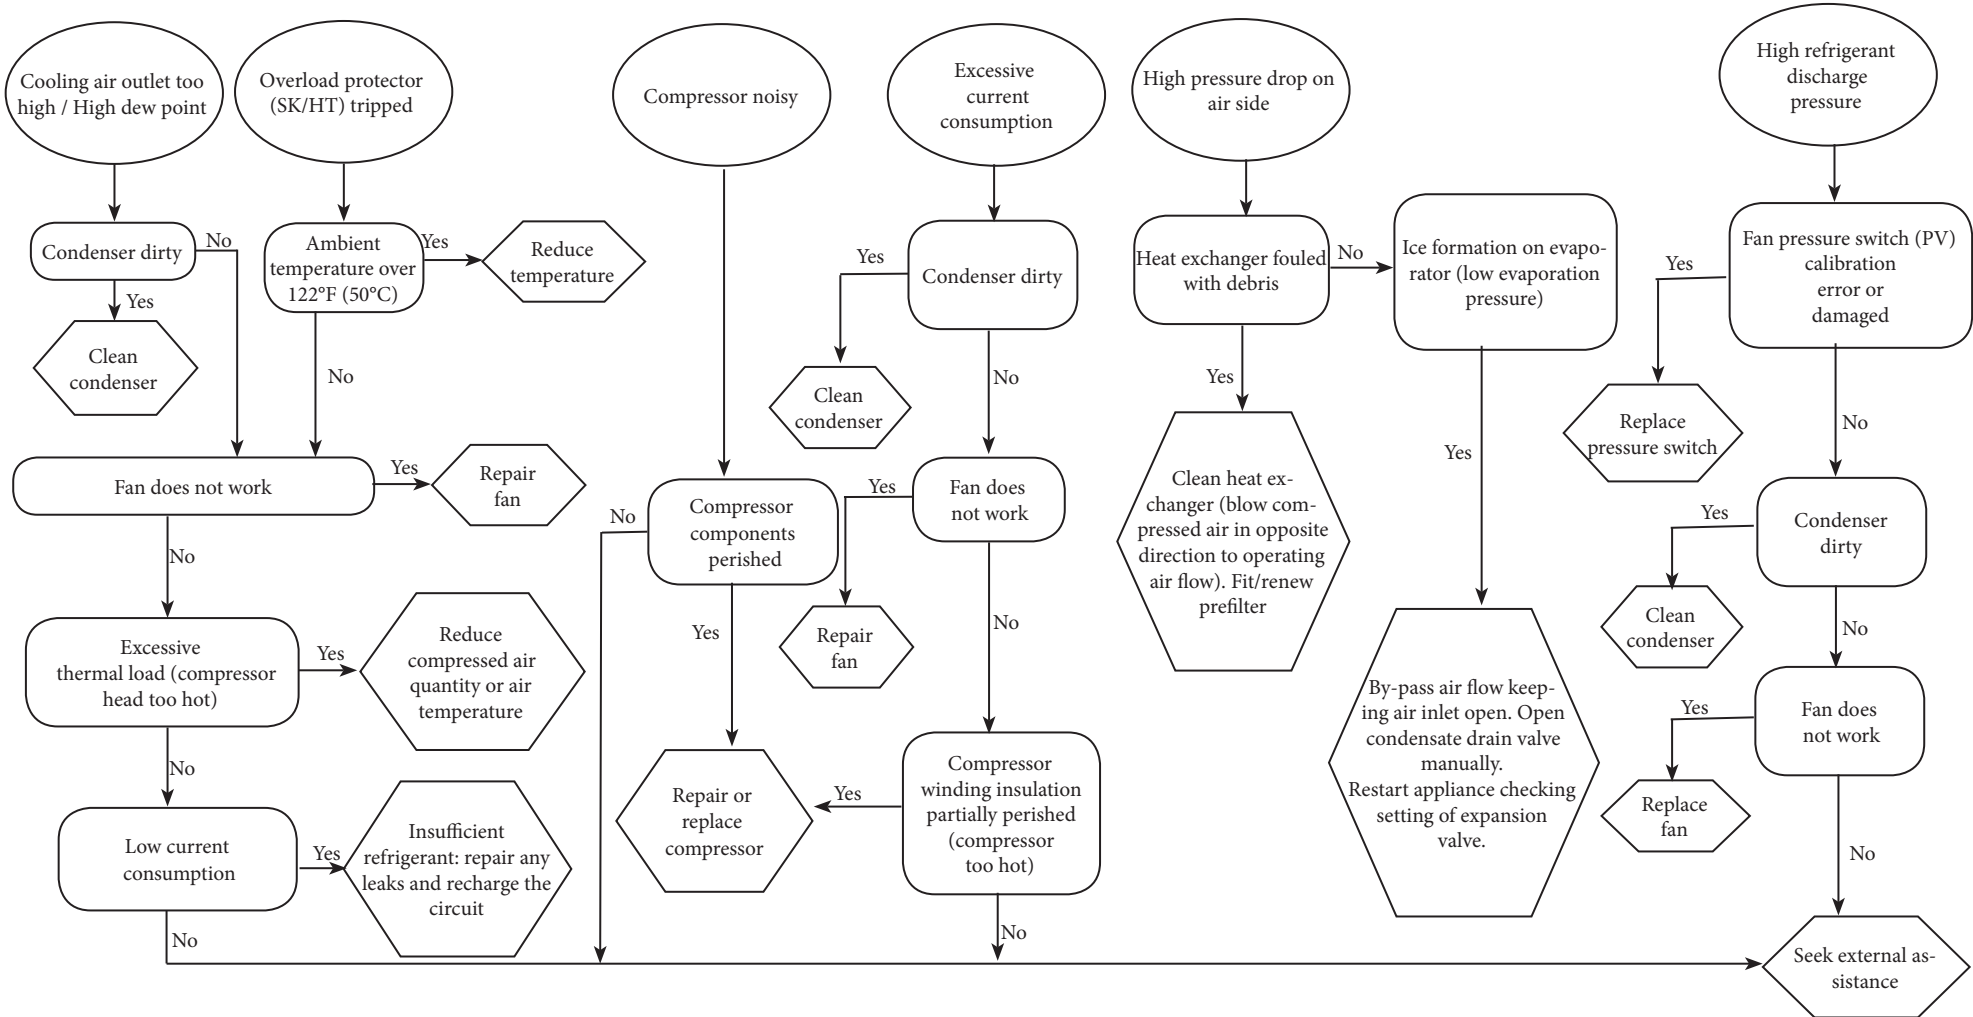 Cooling air outlet too
high / High dew point
Overload protector
(SK/HT) tripped
Compressor noisy
Excessive
current
consumption
High pressure drop on
air side
High refrigerant
discharge
pressure
Condenser dirty
No
Yes
Clean
condenser
Ambient
temperature over
122°F (50°C)
Yes
Reduce
temperature
No
Fan does not work
Yes
Repair
fan
No
Excessive
thermal load (compressor
head too hot)
Yes
Reduce
compressed air
quantity or air
temperature
No
Low current
consumption
Yes
Insufficient
refrigerant: repair any
leaks and recharge the
circuit
No
Compressor
components
perished
No
Yes
Repair or
replace
compressor
Condenser dirty
Yes
Clean
condenser
No
Fan does
not work
Yes
Repair
fan
No
Compressor
winding insulation
partially perished
(compressor
too hot)
Yes
No
Heat exchanger fouled
with debris
No
Yes
Clean heat ex-
changer (blow com-
pressed air in opposite
direction to operating
air flow). Fit/renew
prefilter
Ice formation on evapo-
rator (low evaporation
pressure)
Yes
By-pass air flow keep-
ing air inlet open. Open
condensate drain valve
manually.
Restart appliance checking
setting of expansion
valve.
Fan pressure switch (PV)
calibration
error or
damaged
Yes
Replace
pressure switch
No
Condenser
dirty
Yes
Clean
condenser
No
Fan does
not work
Yes
Replace
fan
No
Seek external as-
sistance